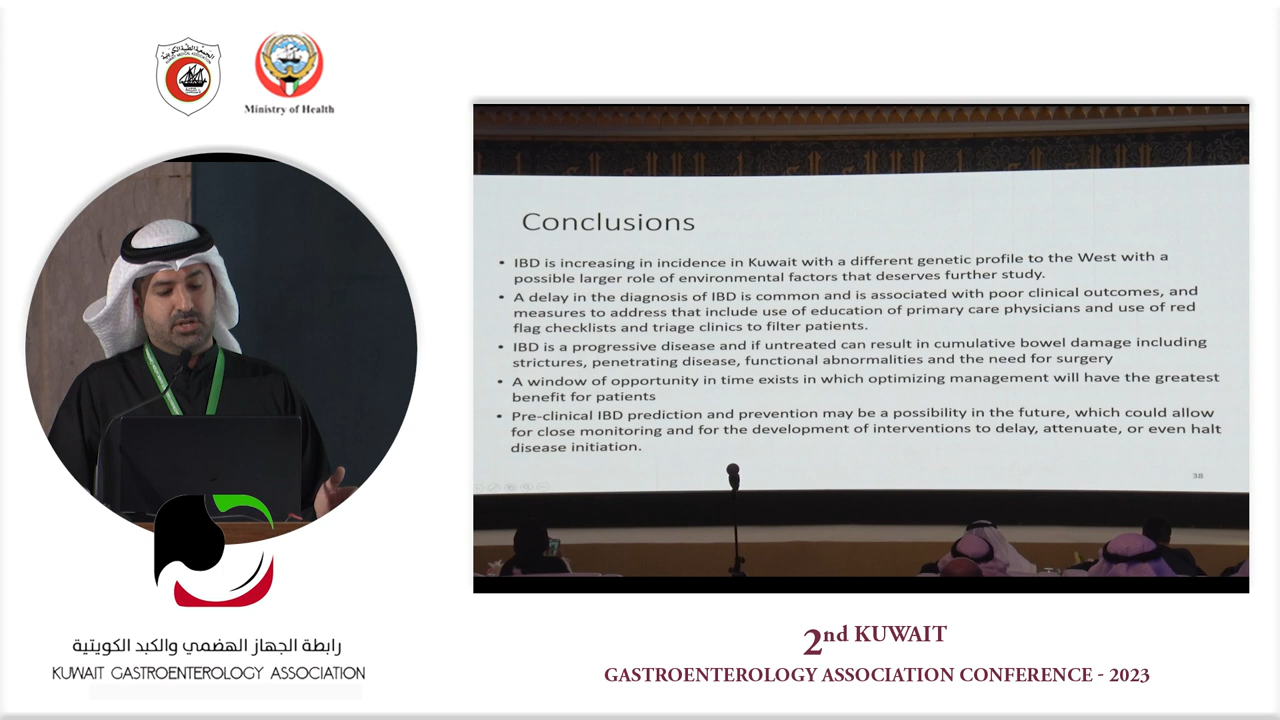 الجمعية الطبية الكويتية
KUWAIT MEDICAL ASSOCIATION
Ministry of Health
Conclusions
• IBD is increasing in incidence in Kuwait with a different genetic profile to the West with a
possible larger role of environmental factors that deserves further study.
• A delay in the diagnosis of IBD is common and is associated with poor clinical outcomes, and
measures to address that include use of education of primary care physicians and use of red
flag checklists and triage clinics to filter patients.
• IBD is a progressive disease and if untreated can result in cumulative bowel damage including
strictures, penetrating disease, functional abnormalities and the need for surgery
• A window of opportunity in time exists in which optimizing management will have the greatest
benefit for patients
• Pre-clinical IBD prediction and prevention may be a possibility in the future, which could allow
for close monitoring and for the development of interventions to delay, attenuate, or even halt
disease initiation.
38
رابطة الجهاز الهضمي والكبد الكويتية
KUWAIT GASTROENTEROLOGY ASSOCIATION
2nd KUWAIT
GASTROENTEROLOGY ASSOCIATION CONFERENCE - 2023